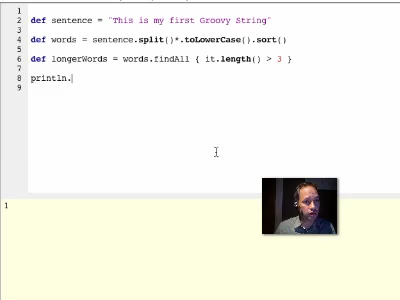 1
2 def sentence = "This is my first Groovy String"
3
4 def words = sentence.split()*.toLowerCase().sort()
5
6 def longerWords = words.findAll { it.length() > 3 }
7
8 println.
9
1